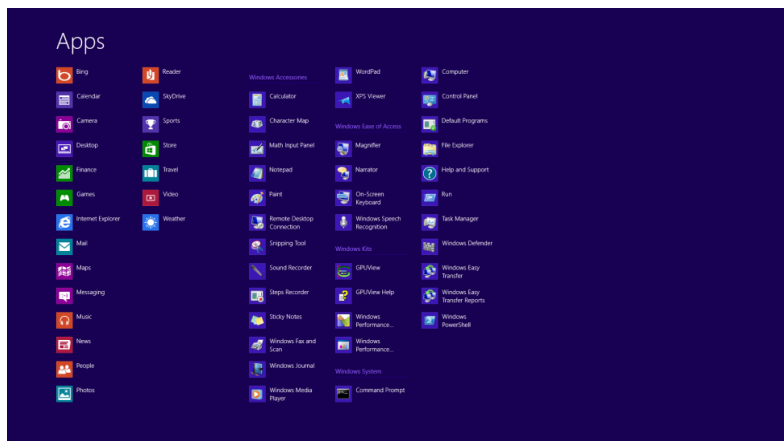 Apps
Bing
Calendar
Camera
Desktop
Finance
Games
Internet Explorer
Mail
Maps
Messaging
Music
News
People
Photos
Reader
SkyDrive
Sports
Store
Travel
Video
Weather
Windows Accessories
Calculator
Character Map
Math Input Panel
Notepad
Paint
Remote Desktop
Connection
Snipping Tool
Sound Recorder
Steps Recorder
Sticky Notes
Windows Fax and
Scan
Windows Journal
Windows Media
Player
WordPad
XPS Viewer
Windows Ease of Access
Magnifier
Narrator
On-Screen
Keyboard
Windows Speech
Recognition
Windows Kits
GPUView
GPUView Help
Windows
Performance...
Windows
Performance...
Windows System
Command Prompt
Computer
Control Panel
Default Programs
File Explorer
Help and Support
Run
Task Manager
Windows Defender
Windows Easy
Transfer
Windows Easy
Transfer Reports
Windows
PowerShell